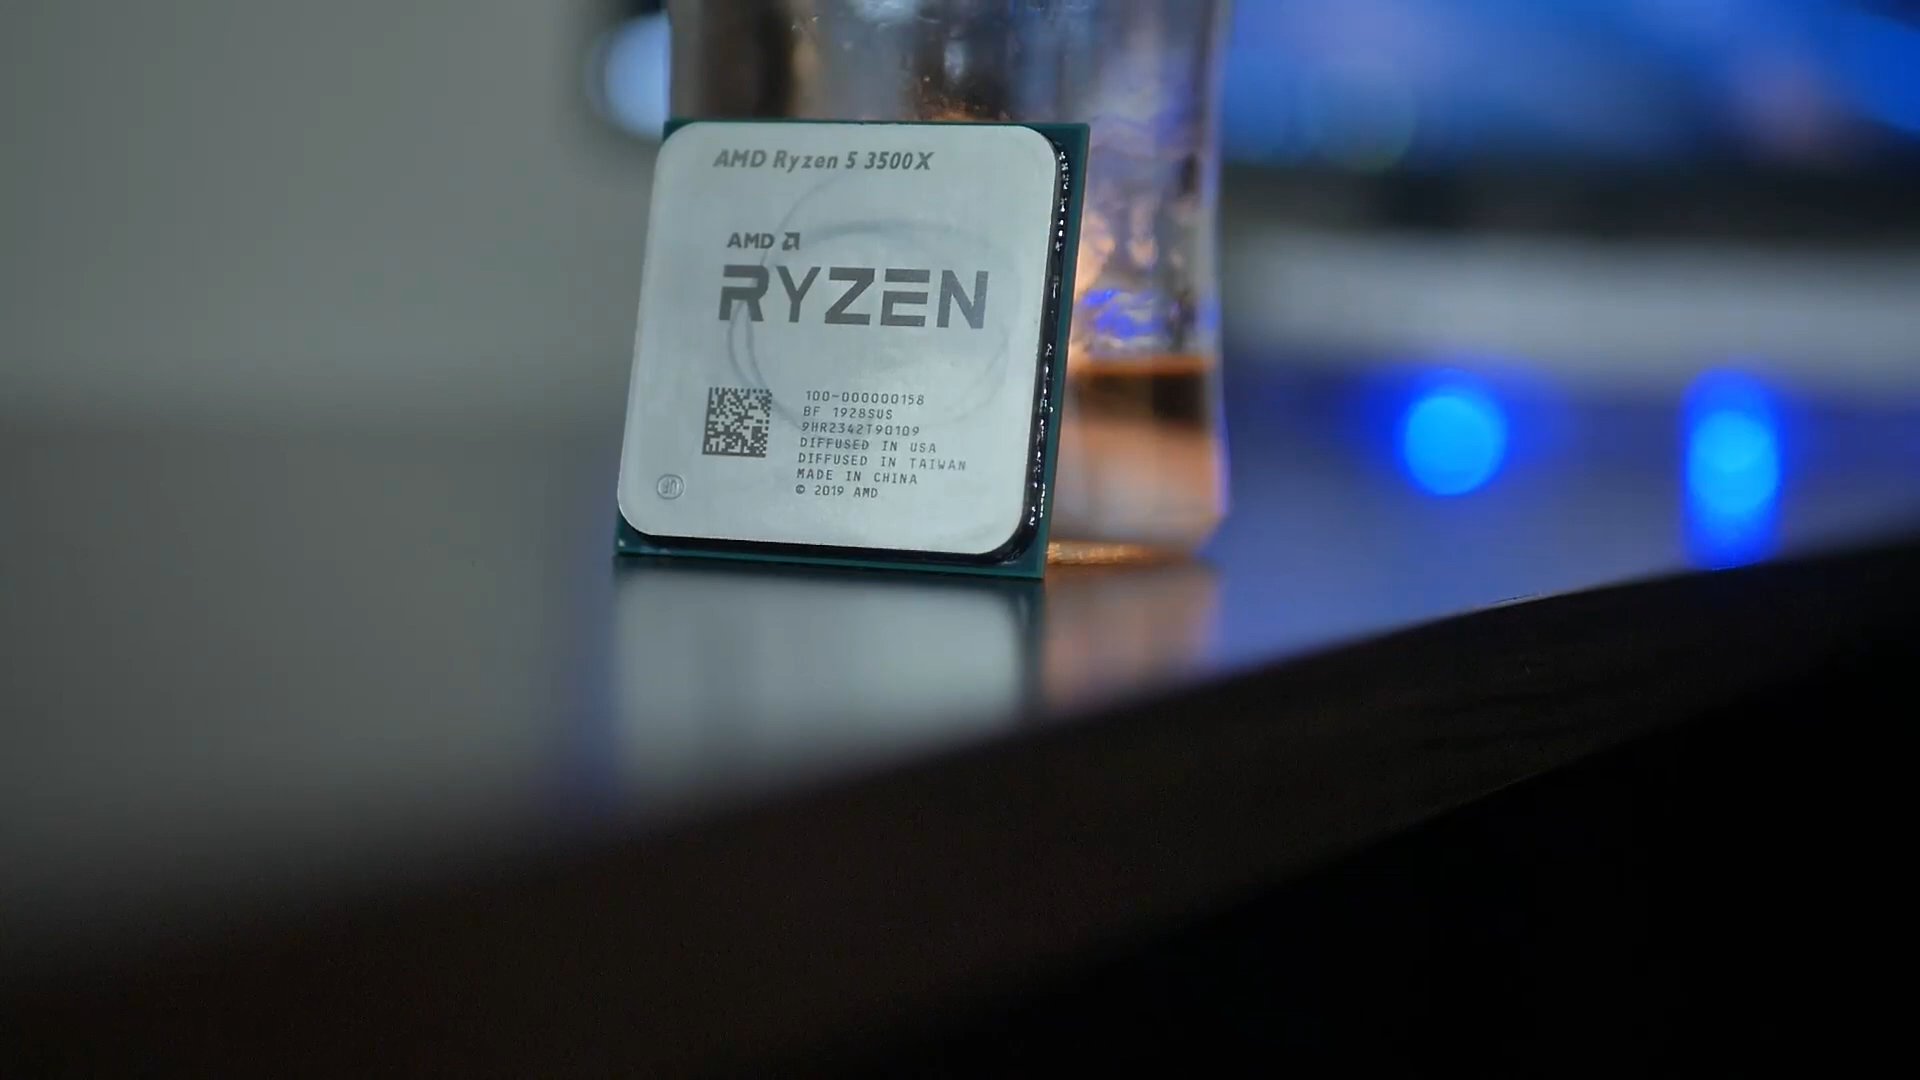 AMD Ryzen 5 3500X
AMD
RYZEN
100-000000158
BF 1928SUS
9HR2342T90109
DIFFUSED IN USA
DIFFUSED IN TAIWAN
MADE IN CHINA
© 2019 AMD